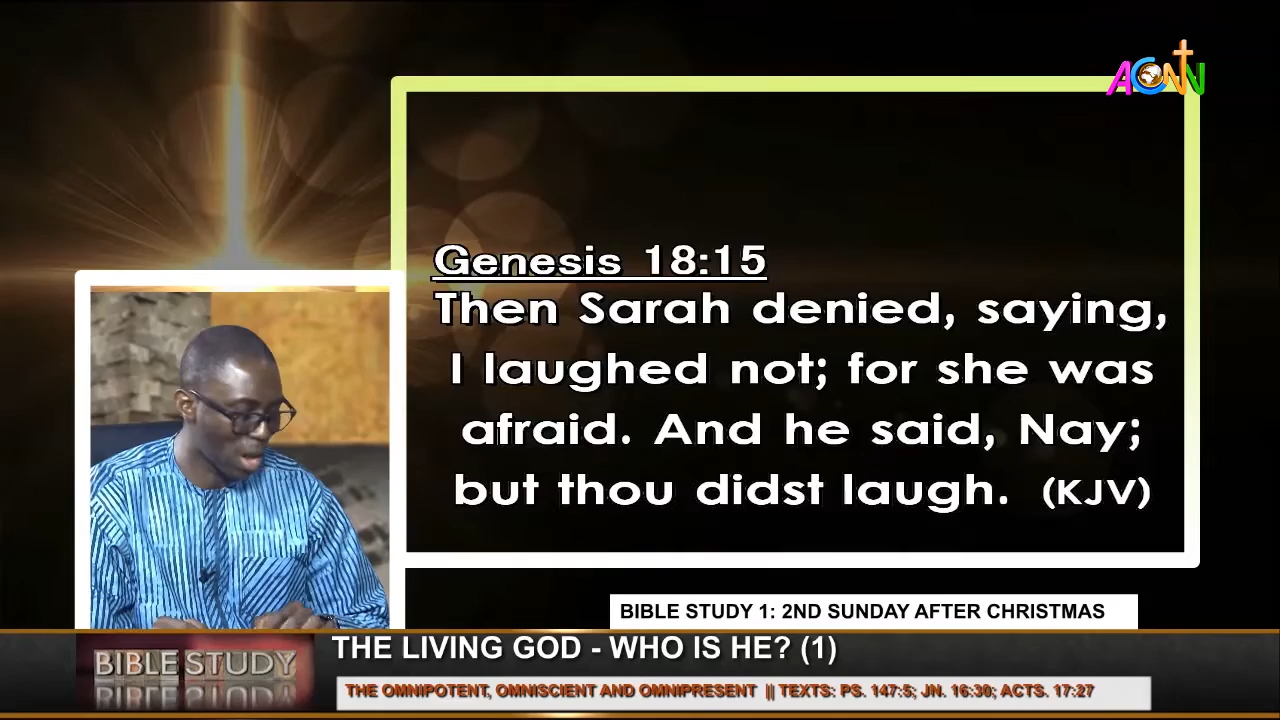 ACNN
Genesis 18:15
Then Sarah denied, saying,
I laughed not; for she was
afraid. And he said, Nay;
but thou didst laugh. (KJV)
BIBLE STUDY 1: 2ND SUNDAY AFTER CHRISTMAS
BIBLE STUDY
THE LIVING GOD - WHO IS HE? (1)
THE OMNIPOTENT, OMNISCIENT AND OMNIPRESENT || TEXTS: PS. 147:5; JN. 16:30; ACTS. 17:27